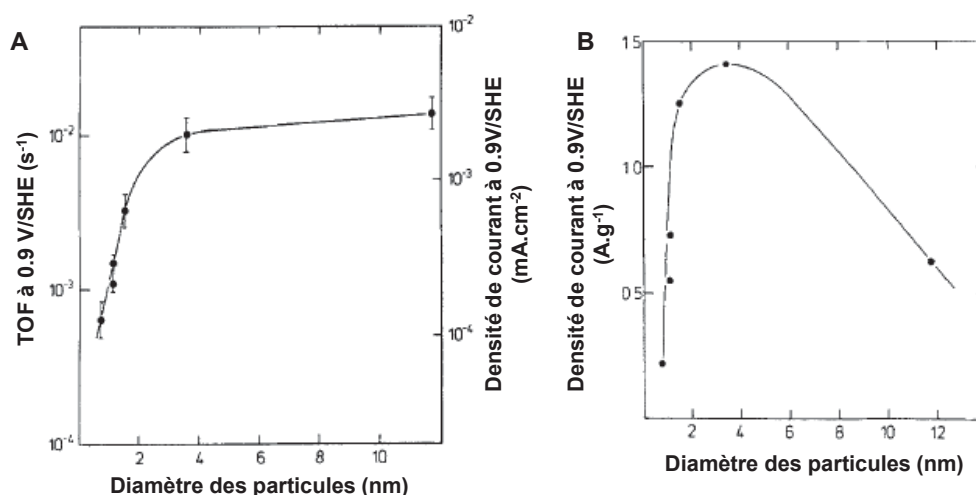 A
TOF à 0.9 V/SHE (s-1)
10-2
10-3
10-4
2
4
6
8
10
Diamètre des particules (nm)
10-2
10-3
10-4
Densité de courant à 0.9V/SHE
(mA.cm-2)
B
Densité de courant à 0.9V/SHE
(A.g-1)
1.5
1.0
0.5
2
4
6
8
10
12
Diamètre des particules (nm)